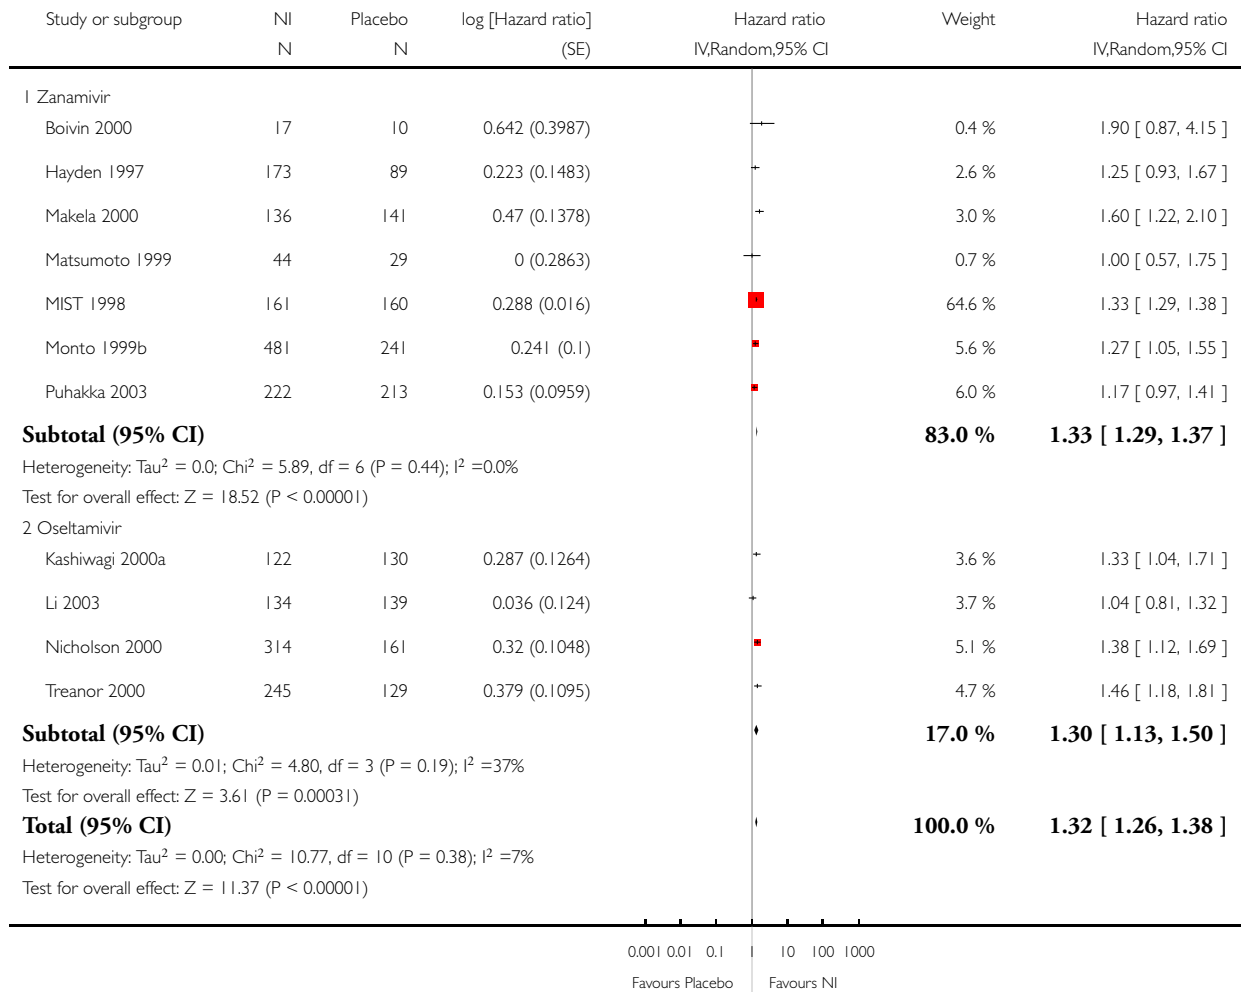 Study or subgroup NI Placebo log [Hazard ratio] Hazard ratio Weight Hazard ratio
N N (SE) IV,Random,95% CI IV,Random,95% CI
1 Zanamivir
Boivin 2000 17 10 0.642 (0.3987) 0.4 % 1.90 [ 0.87, 4.15 ]
Hayden 1997 173 89 0.223 (0.1483) 2.6 % 1.25 [ 0.93, 1.67 ]
Makela 2000 136 141 0.47 (0.1378) 3.0 % 1.60 [ 1.22, 2.10 ]
Matsumoto 1999 44 29 0 (0.2863) 0.7 % 1.00 [ 0.57, 1.75 ]
MIST 1998 161 160 0.288 (0.016) 64.6 % 1.33 [ 1.29, 1.38 ]
Monto 1999b 481 241 0.241 (0.1) 5.6 % 1.27 [ 1.05, 1.55 ]
Puhakka 2003 222 213 0.153 (0.0959) 6.0 % 1.17 [ 0.97, 1.41 ]
Subtotal (95% CI) 83.0 % 1.33 [ 1.29, 1.37 ]
Heterogeneity: Tau² = 0.0; Chi² = 5.89, df = 6 (P = 0.44); I² =0.0%
Test for overall effect: Z = 18.52 (P < 0.00001)
2 Oseltamivir
Kashiwagi 2000a 122 130 0.287 (0.1264) 3.6 % 1.33 [ 1.04, 1.71 ]
Li 2003 134 139 0.036 (0.124) 3.7 % 1.04 [ 0.81, 1.32 ]
Nicholson 2000 314 161 0.32 (0.1048) 5.1 % 1.38 [ 1.12, 1.69 ]
Treanor 2000 245 129 0.379 (0.1095) 4.7 % 1.46 [ 1.18, 1.81 ]
Subtotal (95% CI) 17.0 % 1.30 [ 1.13, 1.50 ]
Heterogeneity: Tau² = 0.01; Chi² = 4.80, df = 3 (P = 0.19); I² =37%
Test for overall effect: Z = 3.61 (P = 0.00031)
Total (95% CI) 100.0 % 1.32 [ 1.26, 1.38 ]
Heterogeneity: Tau² = 0.00; Chi² = 10.77, df = 10 (P = 0.38); I² =7%
Test for overall effect: Z = 11.37 (P < 0.00001)
0.001 0.01 0.1 1 10 100 1000
Favours Placebo Favours NI